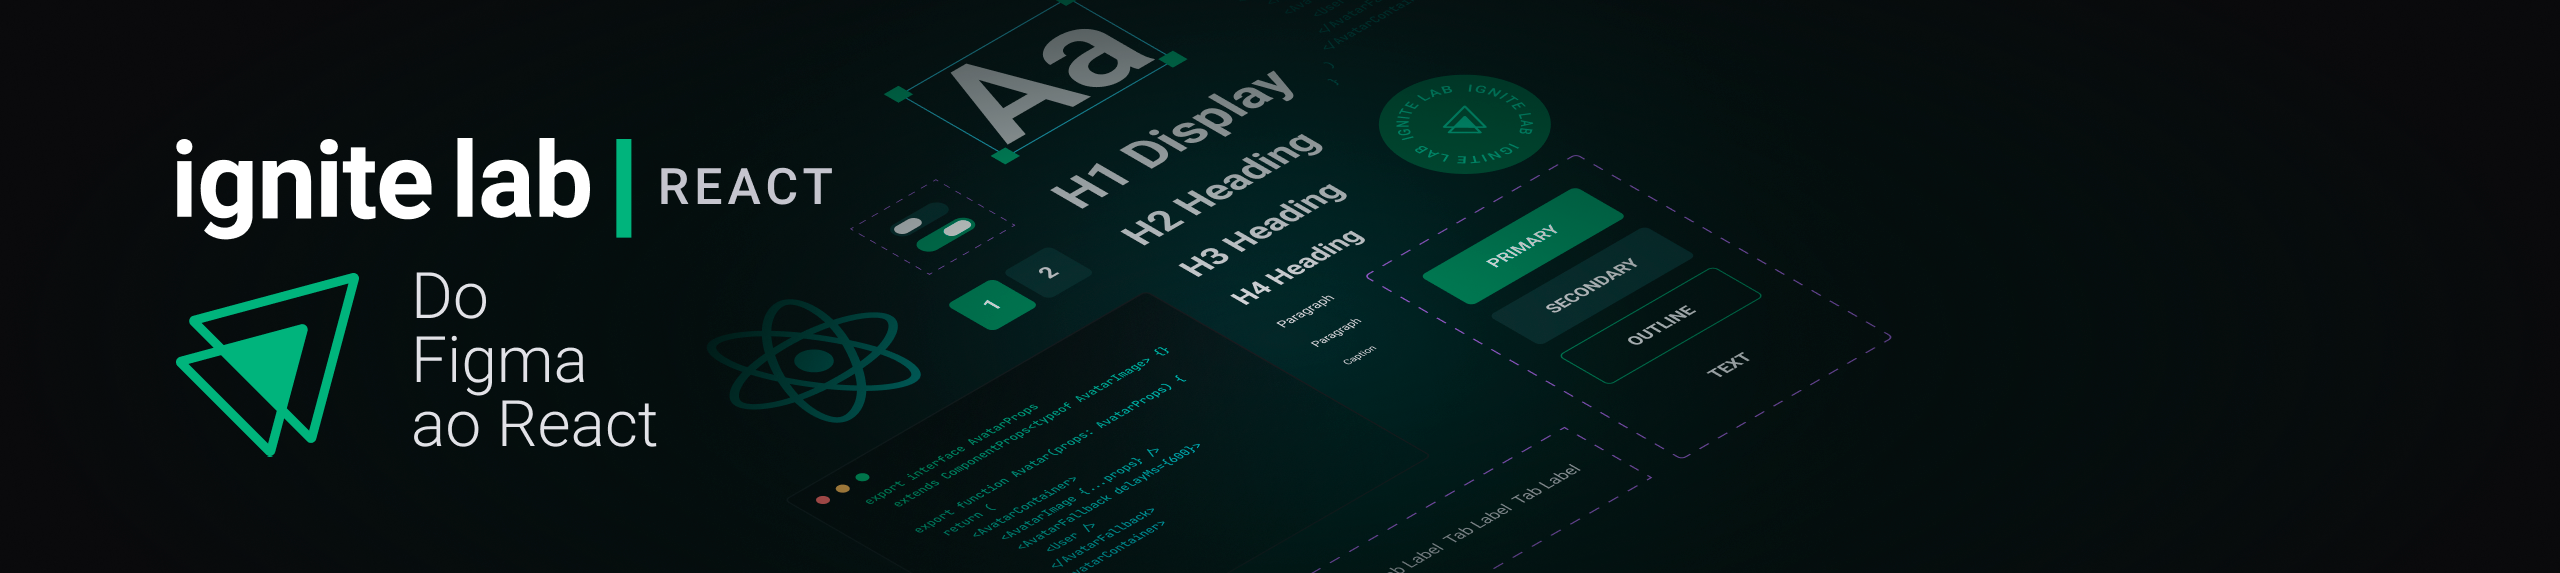 ignite lab
REACT
Do
Figma
ao React
Aa
H1 Display
H2 Heading
H3 Heading
H4 Heading
Paragraph
Paragraph
Caption
1
2
IGNITE LAB IGNITE LAB IGNITE LAB
PRIMARY
SECONDARY
OUTLINE
TEXT
export interface AvatarProps
extends ComponentProps<typeof AvatarImage> {}
export function Avatar(props: AvatarProps) {
return (
<AvatarContainer>
<AvatarImage {...props} />
<AvatarFallback delayMs={600}>
<User />
</AvatarFallback>
Label Tab Label Tab Label